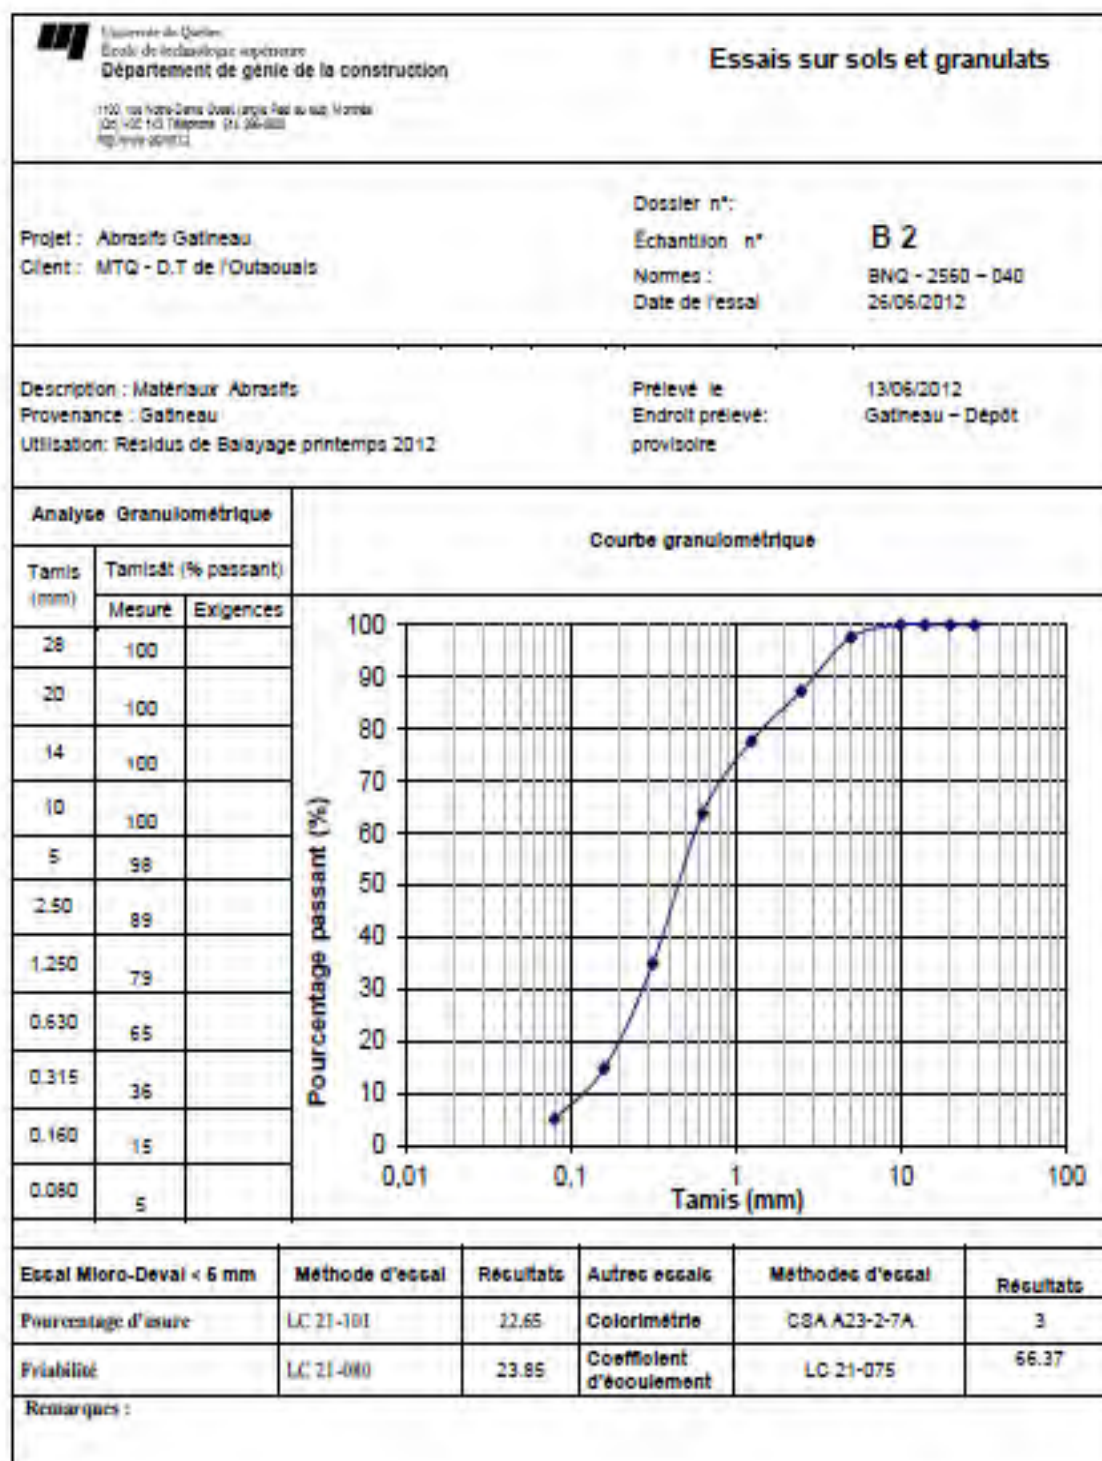 Université du Québec
École de technologie supérieure
Département de génie de la construction
Essais sur sols et granulats
Projet : Abrasifs Gatineau
Client : MTQ - D.T de l'Outaouais
Dossier n°:
Échantillon n° B 2
Normes : BNQ - 2560 - 040
Date de l'essai 26/06/2012
Description : Matériaux Abrasifs
Provenance : Gatineau
Utilisation: Résidus de Balayage printemps 2012
Prélevé le 13/06/2012
Endroit prélevé: Gatineau – Dépôt
provisoire
Analyse Granulométrique
Tamis (mm)
Tamisât (% passant)
Mesuré Exigences
28 100
20 100
14 100
10 100
5 98
2.50 89
1.250 79
0.630 65
0.315 36
0.160 15
0.080 5
Courbe granulométrique
Pourcentage passant (%)
100
90
80
70
60
50
40
30
20
10
0
0,01 0,1 1 10 100
Tamis (mm)
Essai Micro-Deval < 5 mm Méthode d'essai Résultats Autres essais Méthodes d'essai Résultats
Pourcentage d'usure LC 21-101 22.65 Colorimétrie CSA A23-2-7A 3
Friabilité LC 21-080 23.85 Coefficient d'écoulement LC 21-075 66.37
Remarques :